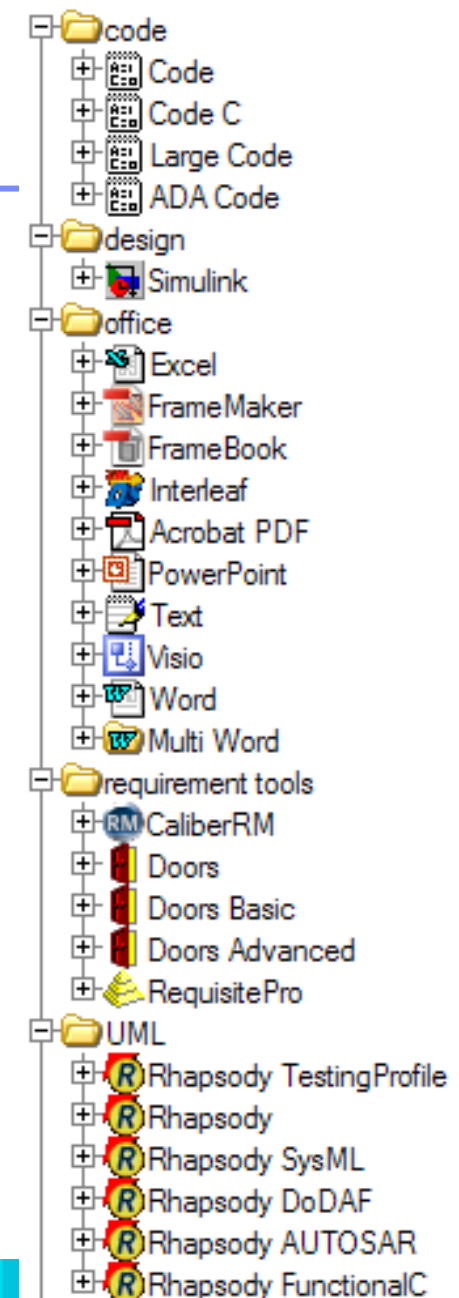 code
Code
Code C
Large Code
ADA Code
design
Simulink
office
Excel
FrameMaker
FrameBook
Interleaf
Acrobat PDF
PowerPoint
Text
Visio
Word
Multi Word
requirement tools
RM CaliberRM
Doors
Doors Basic
Doors Advanced
RequisitePro
UML
R Rhapsody TestingProfile
R Rhapsody
R Rhapsody SysML
R Rhapsody DoDAF
R Rhapsody AUTOSAR
R Rhapsody FunctionalC